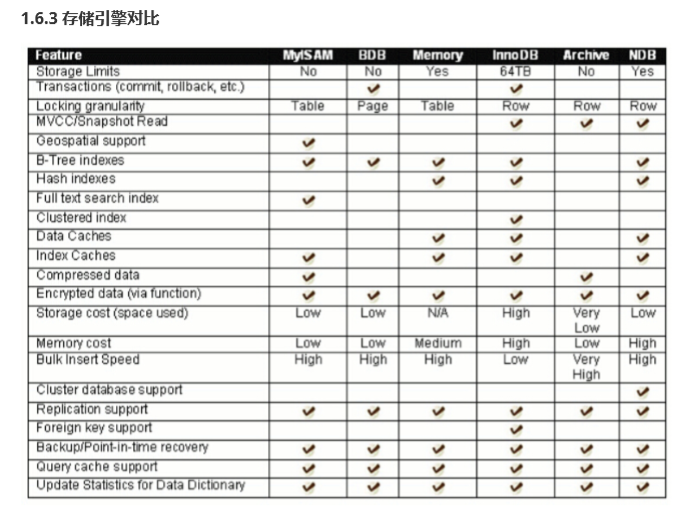 1.6.3 存储引擎对比
Feature MyISAM BDB Memory InnoDB Archive NDB
Storage Limits No No Yes 64TB No Yes
Transactions (commit, rollback, etc.) ✔ ✔
Locking granularity Table Page Table Row Row Row
MVCC/Snapshot Read ✔ ✔ ✔
Geospatial support ✔
B-Tree indexes ✔ ✔ ✔ ✔ ✔
Hash indexes ✔ ✔ ✔
Full text search index ✔
Clustered index ✔
Data Caches ✔ ✔ ✔
Index Caches ✔ ✔ ✔ ✔
Compressed data ✔ ✔
Encrypted data (via function) ✔ ✔ ✔ ✔ ✔ ✔
Storage cost (space used) Low Low N/A High Very Low Low
Memory cost Low Low Medium High Low High
Bulk Insert Speed High High High Low Very High High
Cluster database support ✔
Replication support ✔ ✔ ✔ ✔ ✔ ✔
Foreign key support ✔
Backup/Point-in-time recovery ✔ ✔ ✔ ✔ ✔ ✔
Query cache support ✔ ✔ ✔ ✔ ✔ ✔
Update Statistics for Data Dictionary ✔ ✔ ✔ ✔ ✔ ✔